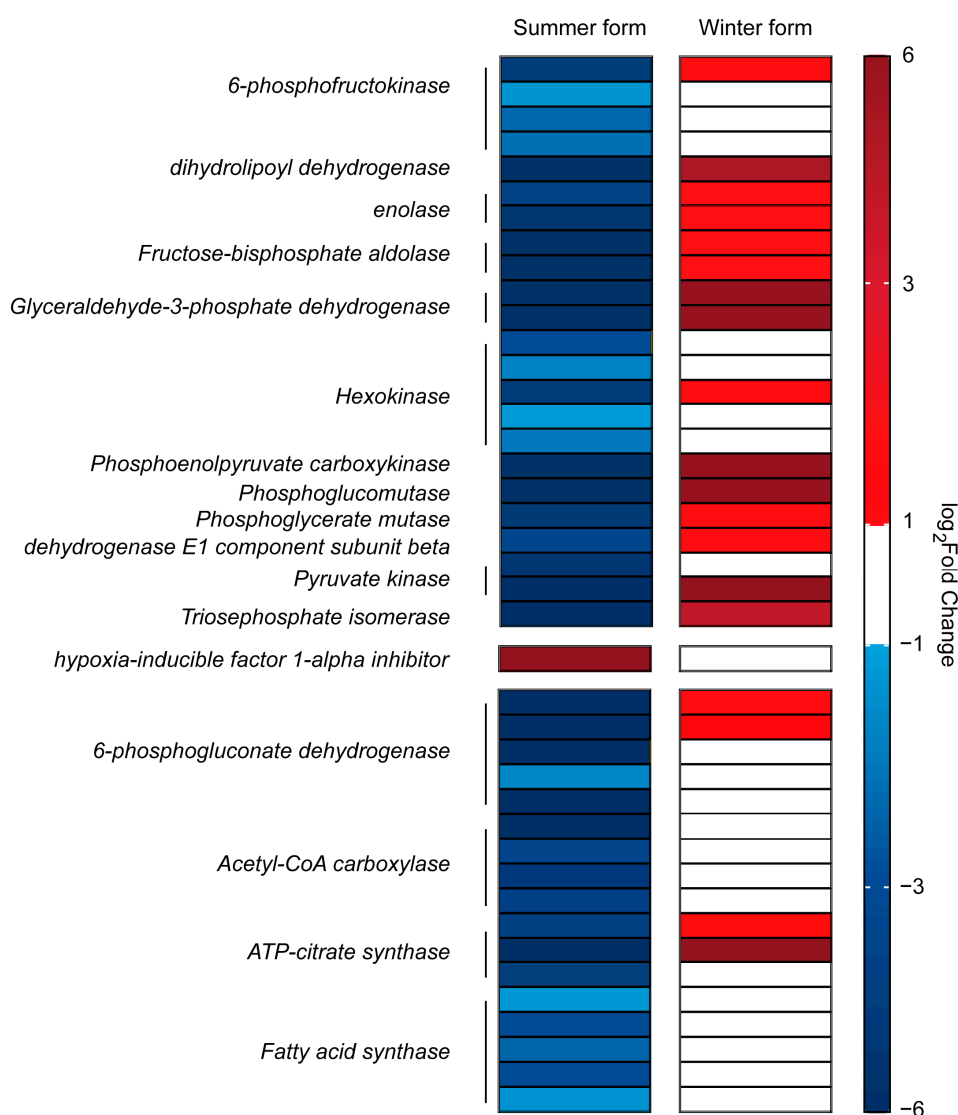 Summer form Winter form
6
6-phosphofructokinase
dihydrolipoyl dehydrogenase
enolase
Fructose-bisphosphate aldolase
3
Glyceraldehyde-3-phosphate dehydrogenase
Hexokinase
Phosphoenolpyruvate carboxykinase
Phosphoglucomutase
Phosphoglycerate mutase
1
dehydrogenase E1 component subunit beta
Pyruvate kinase
log2Fold Change
Triosephosphate isomerase
−1
hypoxia-inducible factor 1-alpha inhibitor
6-phosphogluconate dehydrogenase
Acetyl-CoA carboxylase
−3
ATP-citrate synthase
Fatty acid synthase
−6